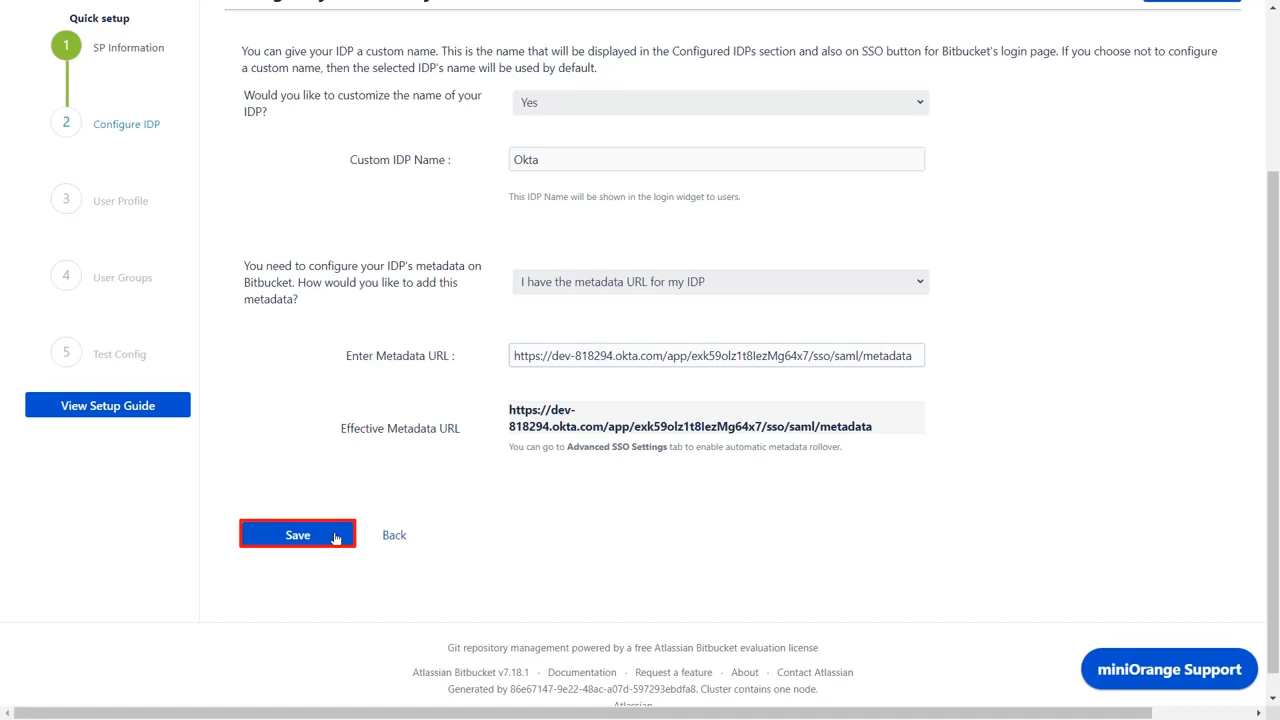 Quick setup
1 SP Information
2 Configure IDP
3 User Profile
4 User Groups
5 Test Config
View Setup Guide
You can give your IDP a custom name. This is the name that will be displayed in the Configured IDPs section and also on SSO button for Bitbucket's login page. If you choose not to configure
a custom name, then the selected IDP's name will be used by default.
Would you like to customize the name of your
IDP?
Yes
Custom IDP Name :
Okta
This IDP Name will be shown in the login widget to users.
You need to configure your IDP's metadata on
Bitbucket. How would you like to add this
metadata?
I have the metadata URL for my IDP
Enter Metadata URL :
https://dev-818294.okta.com/app/exk59olz1t8IezMg64x7/sso/saml/metadata
Effective Metadata URL
https://dev-
818294.okta.com/app/exk59olz1t8IezMg64x7/sso/saml/metadata
You can go to Advanced SSO Settings tab to enable automatic metadata rollover.
Save
Back
Git repository management powered by a free Atlassian Bitbucket evaluation license
Atlassian Bitbucket v7.18.1 · Documentation · Request a feature · About · Contact Atlassian
Generated by 86e67147-9e22-48ac-a07d-597293ebdfa8. Cluster contains one node.
Atlassian
miniOrange Support